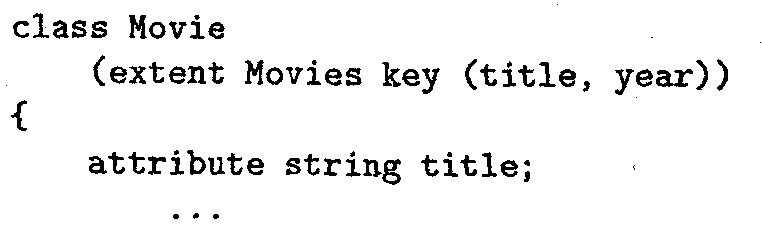 class Movie
(extent Movies key (title, year))
{
attribute string title;
...